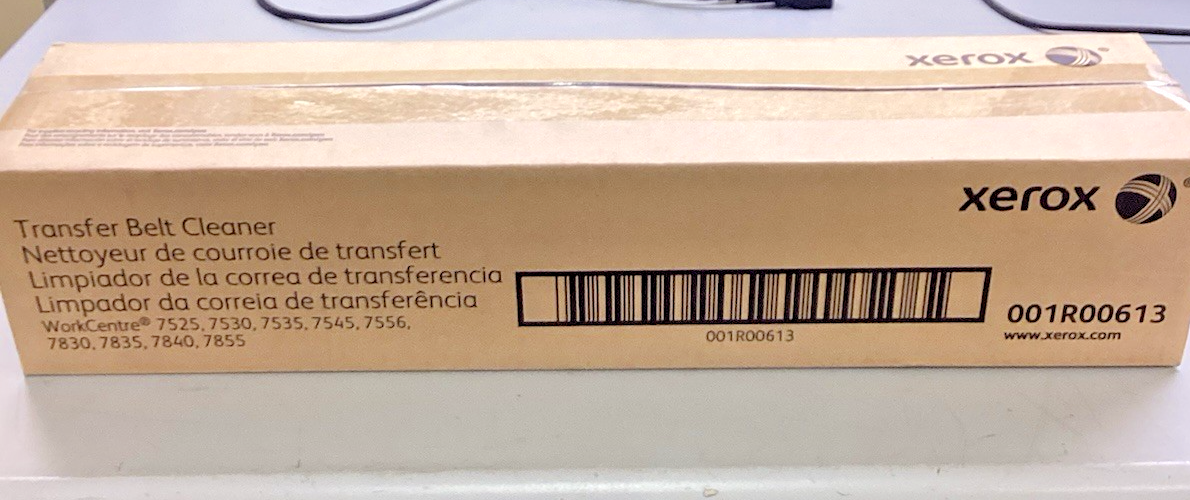 xerox
xerox
Transfer Belt Cleaner
Nettoyeur de courroie de transfert
Limpiador de la correa de transferencia
Limpador da correia de transferência
WorkCentre® 7525, 7530, 7535, 7545, 7556,
7830, 7835, 7840, 7855
001R00613
001R00613
www.xerox.com